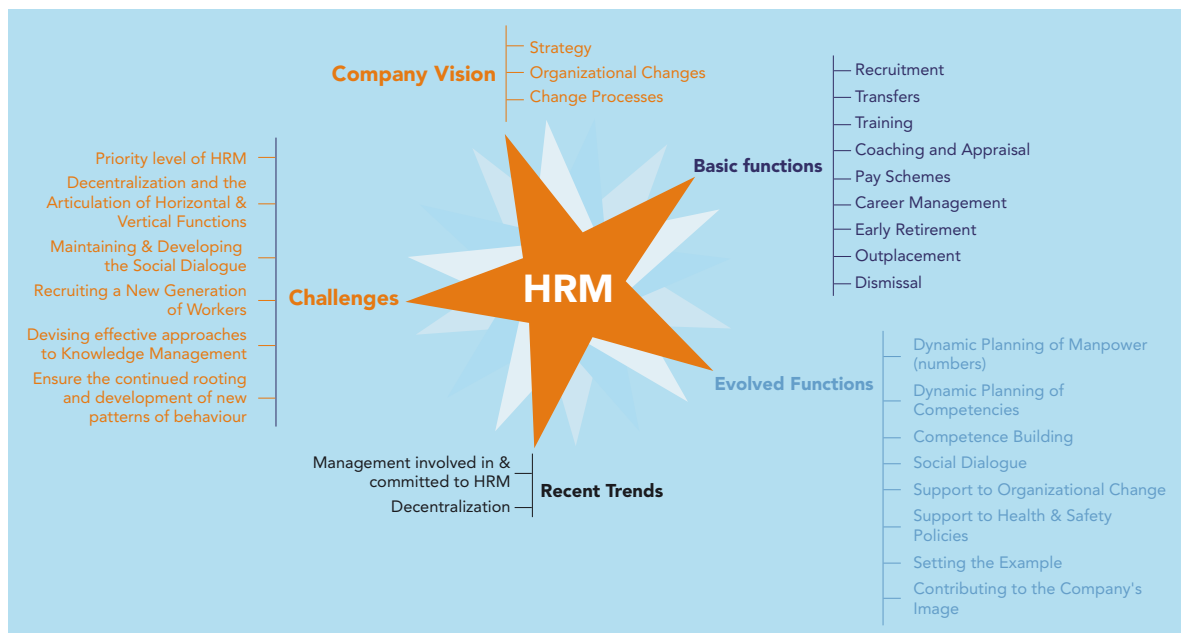 Company Vision
Strategy
Organizational Changes
Change Processes
Basic functions
Recruitment
Transfers
Training
Coaching and Appraisal
Pay Schemes
Career Management
Early Retirement
Outplacement
Dismissal
Priority level of HRM
Decentralization and the
Articulation of Horizontal &
Vertical Functions
Maintaining & Developing
the Social Dialogue
Recruiting a New Generation
of Workers
Devising effective approaches
to Knowledge Management
Ensure the continued rooting
and development of new
patterns of behaviour
Challenges
HRM
Evolved Functions
Dynamic Planning of Manpower
(numbers)
Dynamic Planning of
Competencies
Competence Building
Social Dialogue
Support to Organizational Change
Support to Health & Safety
Policies
Setting the Example
Contributing to the Company's
Image
Management involved in &
committed to HRM
Decentralization
Recent Trends